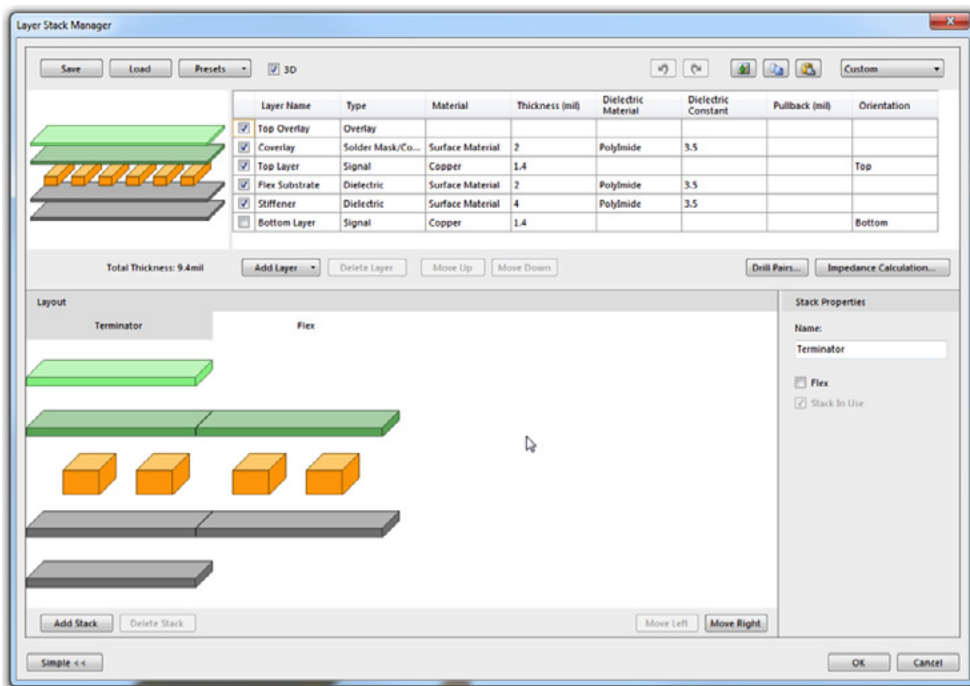 Layer Stack Manager
Save Load Presets 3D Custom
Layer Name Type Material Thickness (mil) Dielectric Material Dielectric Constant Pullback (mil) Orientation
Top Overlay Overlay
Coverlay Solder Mask/Co... Surface Material 2 PolyImide 3.5
Top Layer Signal Copper 1.4 Top
Flex Substrate Dielectric Surface Material 2 PolyImide 3.5
Stiffener Dielectric Surface Material 4 PolyImide 3.5
Bottom Layer Signal Copper 1.4 Bottom
Total Thickness: 9.4mil Add Layer Delete Layer Move Up Move Down Drill Pairs... Impedance Calculation...
Layout Stack Properties
Terminator Flex Name:
Terminator
Flex
Stack In Use
Add Stack Delete Stack Move Left Move Right
Simple << OK Cancel